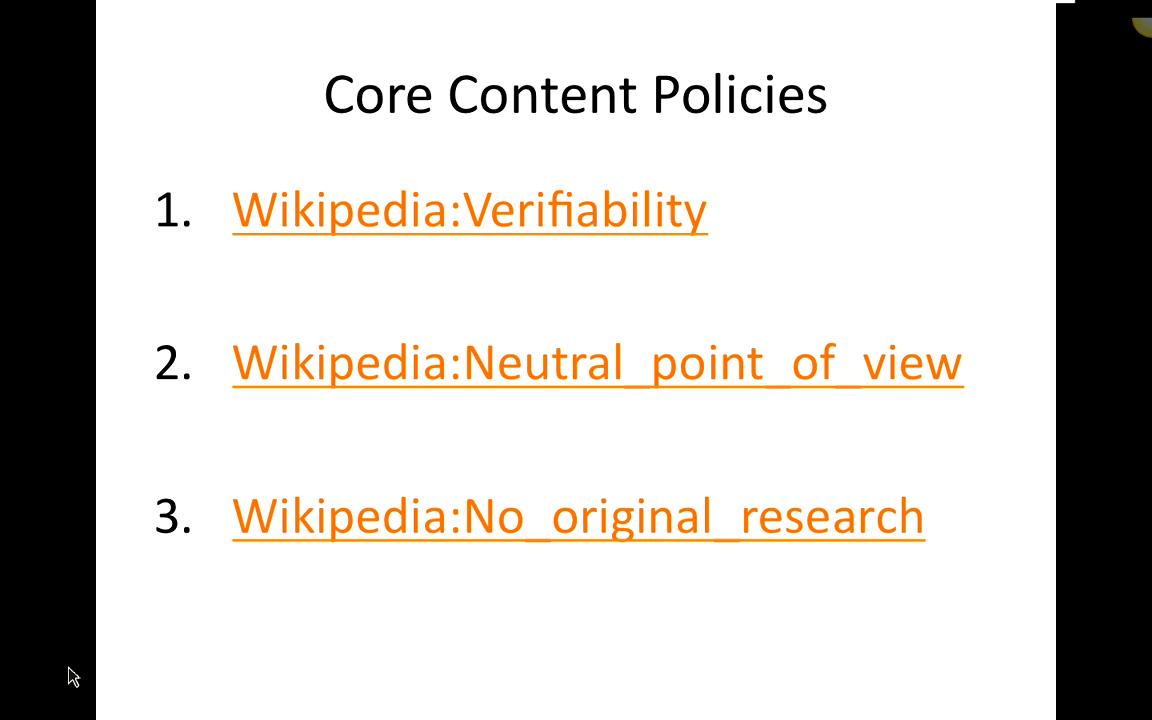 Core Content Policies
1. Wikipedia:Verifiability
2. Wikipedia:Neutral_point_of_view
3. Wikipedia:No_original_research